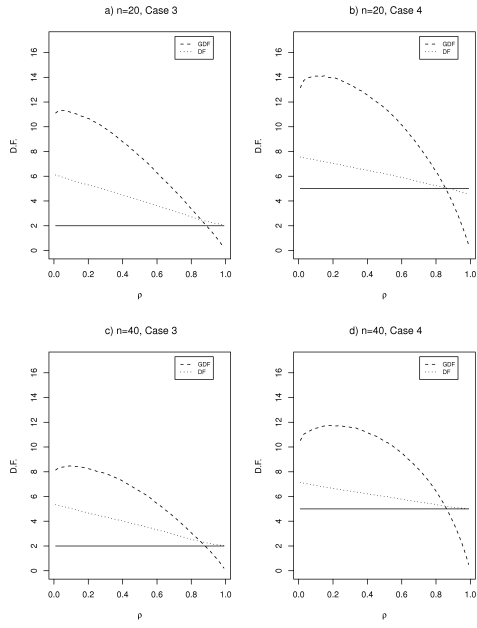 a) n=20, Case 3
GDF
DF
D.F.
0 2 4 6 8 10 12 14 16
0.0 0.2 0.4 0.6 0.8 1.0
ρ
b) n=20, Case 4
GDF
DF
D.F.
0 2 4 6 8 10 12 14 16
0.0 0.2 0.4 0.6 0.8 1.0
ρ
c) n=40, Case 3
GDF
DF
D.F.
0 2 4 6 8 10 12 14 16
0.0 0.2 0.4 0.6 0.8 1.0
ρ
d) n=40, Case 4
GDF
DF
D.F.
0 2 4 6 8 10 12 14 16
0.0 0.2 0.4 0.6 0.8 1.0
ρ